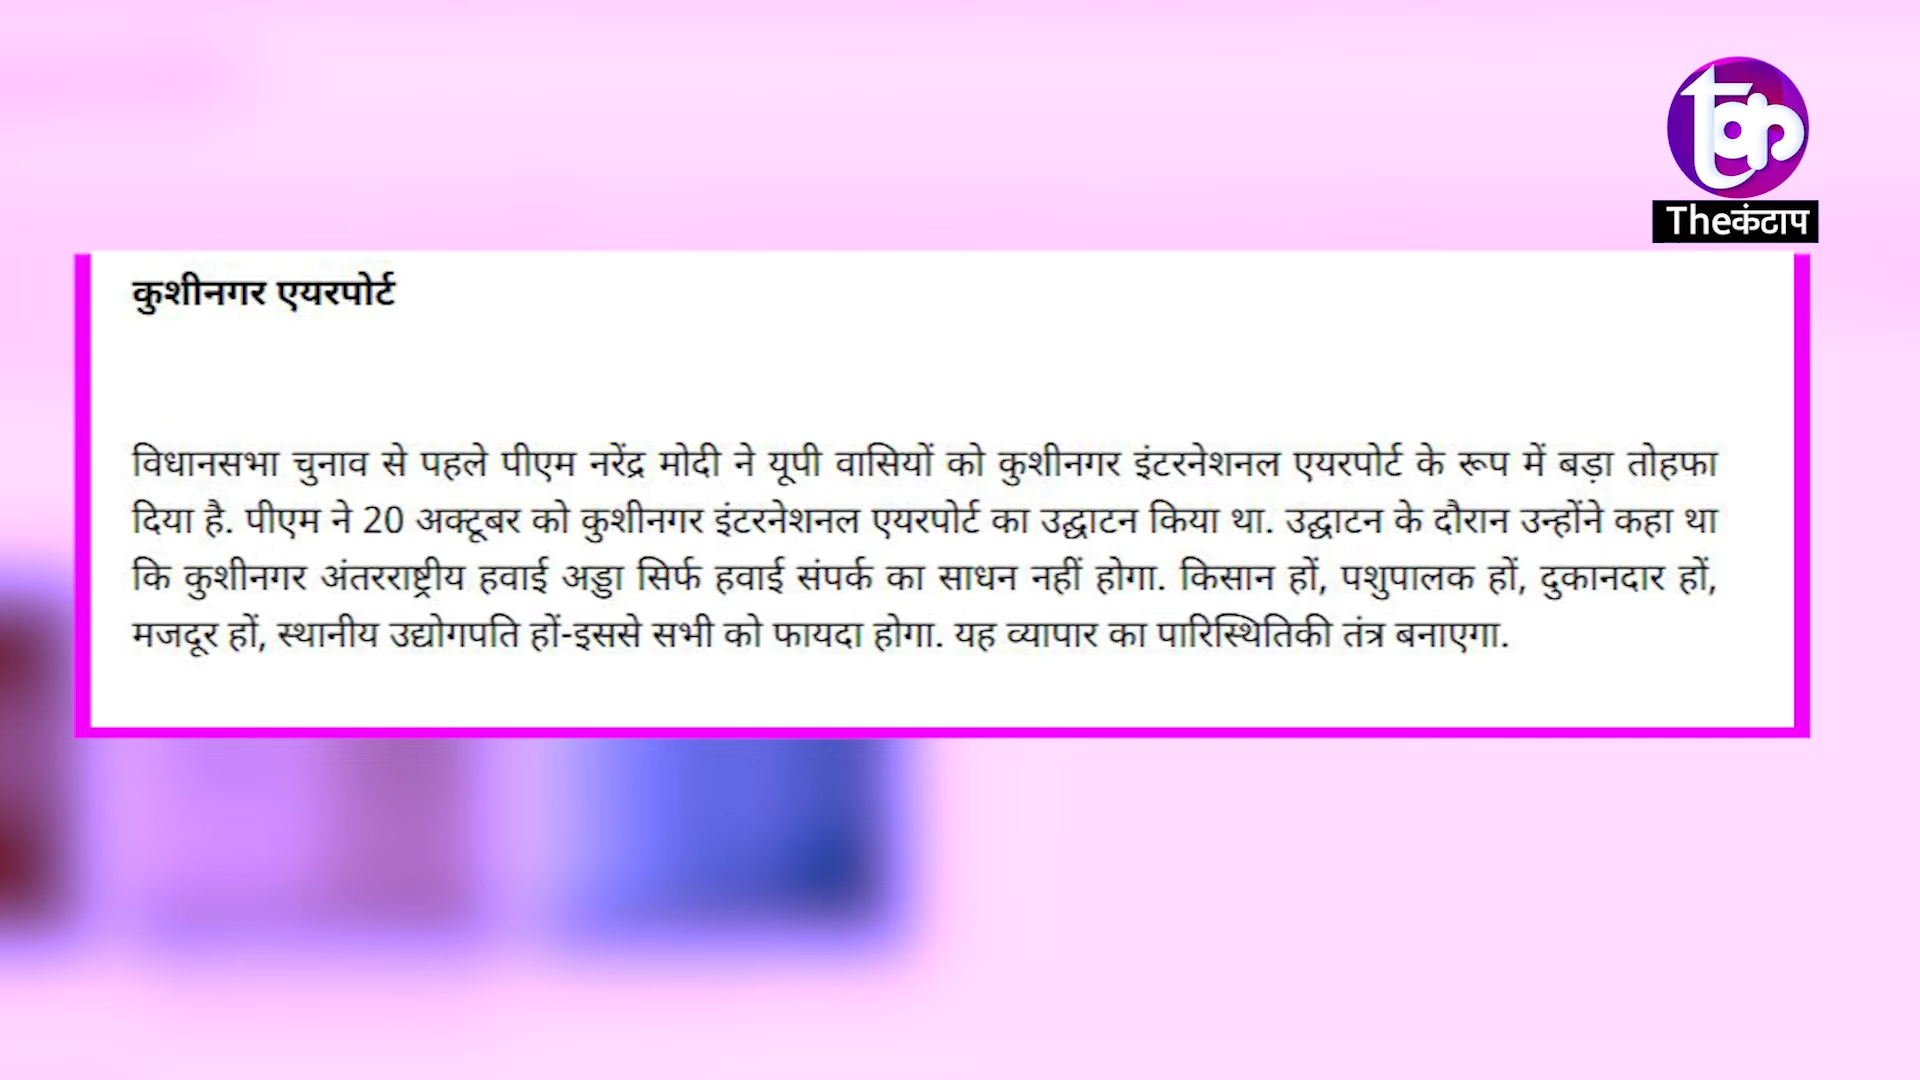 Theकंटाप
कुशीनगर एयरपोर्ट
विधानसभा चुनाव से पहले पीएम नरेंद्र मोदी ने यूपी वासियों को कुशीनगर इंटरनेशनल एयरपोर्ट के रूप में बड़ा तोहफा
दिया है. पीएम ने 20 अक्टूबर को कुशीनगर इंटरनेशनल एयरपोर्ट का उद्घाटन किया था. उद्घाटन के दौरान उन्होंने कहा था
कि कुशीनगर अंतरराष्ट्रीय हवाई अड्डा सिर्फ हवाई संपर्क का साधन नहीं होगा. किसान हों, पशुपालक हों, दुकानदार हों,
मजदूर हों, स्थानीय उद्योगपति हों-इससे सभी को फायदा होगा. यह व्यापार का पारिस्थितिकी तंत्र बनाएगा.